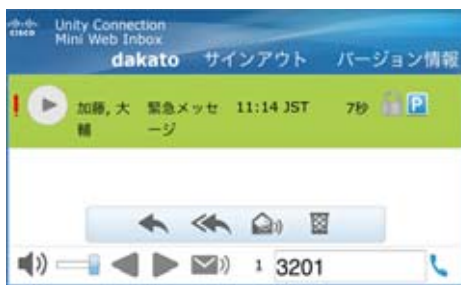 CISCO
Unity Connection
Mini Web Inbox
dakato サインアウト バージョン情報
! 加藤, 大輔 緊急メッセージ 11:14 JST 7秒 P
1 3201